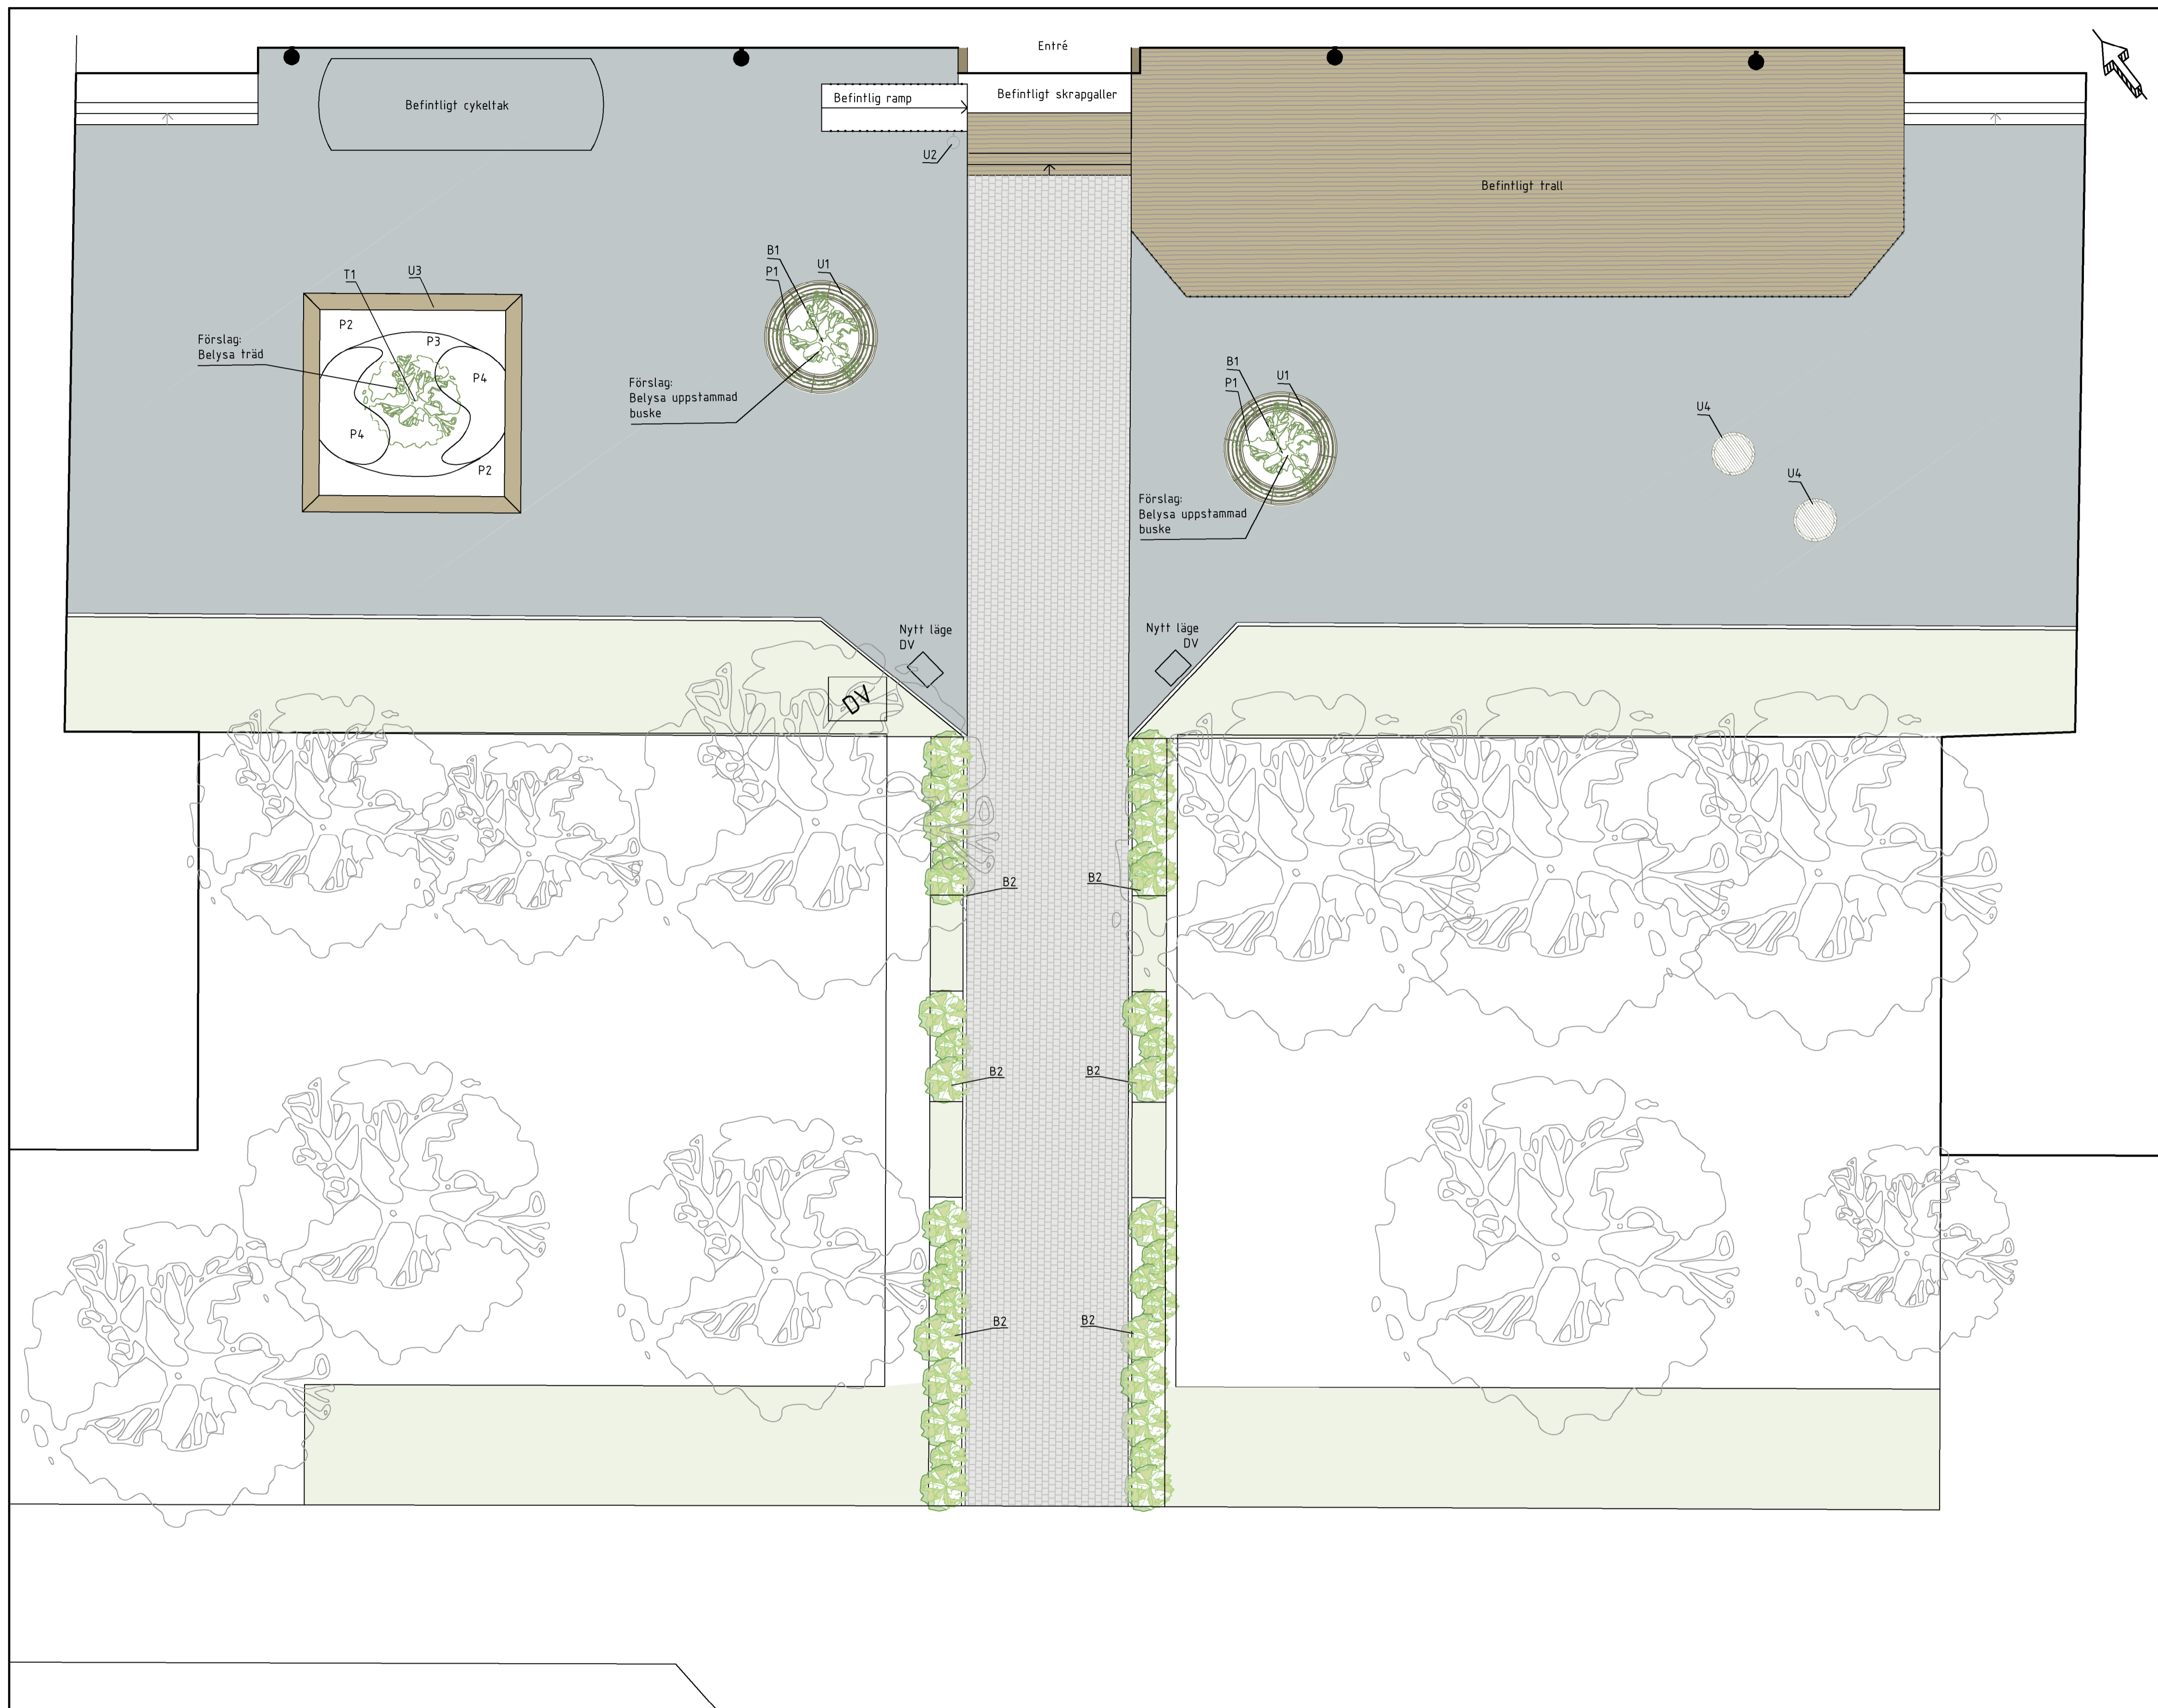 Entré
Befintligt skrapgaller
Befintlig ramp
Befintligt cykeltak
U2
Befintligt trall
B1
P1
U1
T1
U3
P2
P3
P4
P4
P2
Förslag:
Belysa träd
Förslag:
Belysa uppstammad
buske
B1
P1
U1
Förslag:
Belysa uppstammad
buske
U4
U4
Nytt läge
DV
Nytt läge
DV
DV
B2
B2
B2
B2
B2
B2